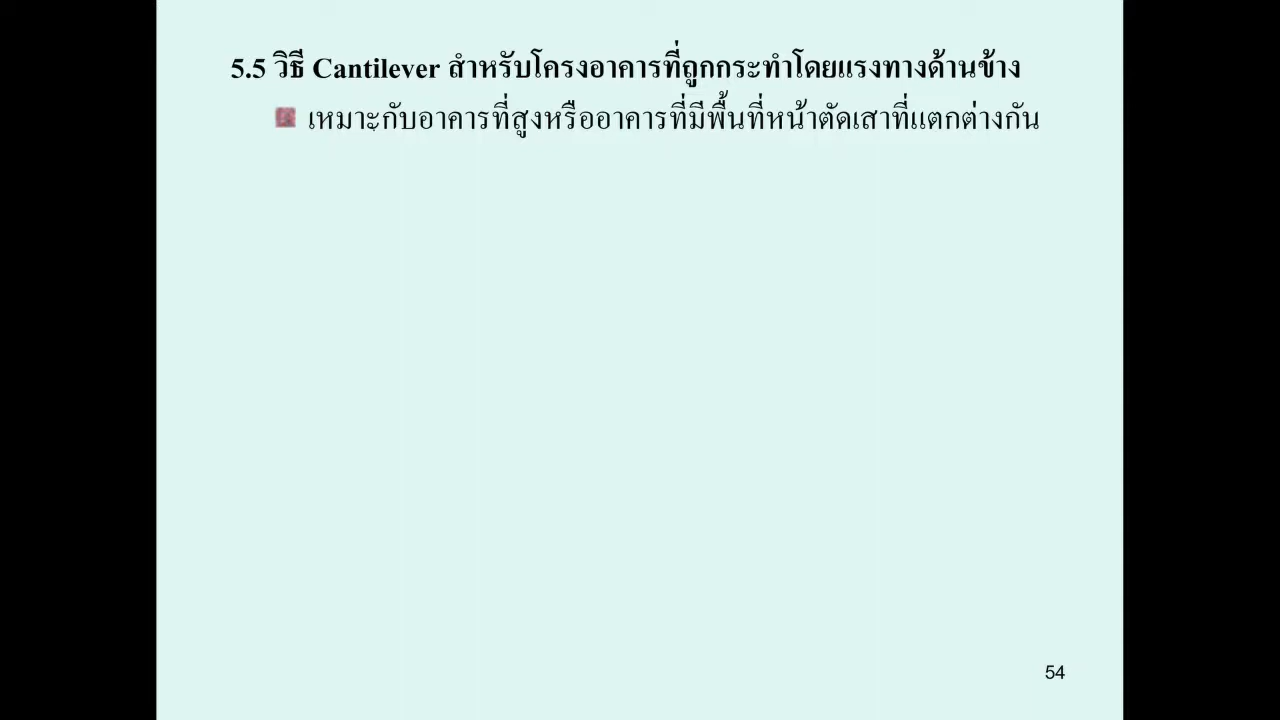 5.5 วิธี Cantilever สำหรับโครงอาคารที่ถูกกระทำโดยแรงทางด้านข้าง
เหมาะกับอาคารที่สูงหรืออาคารที่มีพื้นที่หน้าตัดเสาที่แตกต่างกัน
54